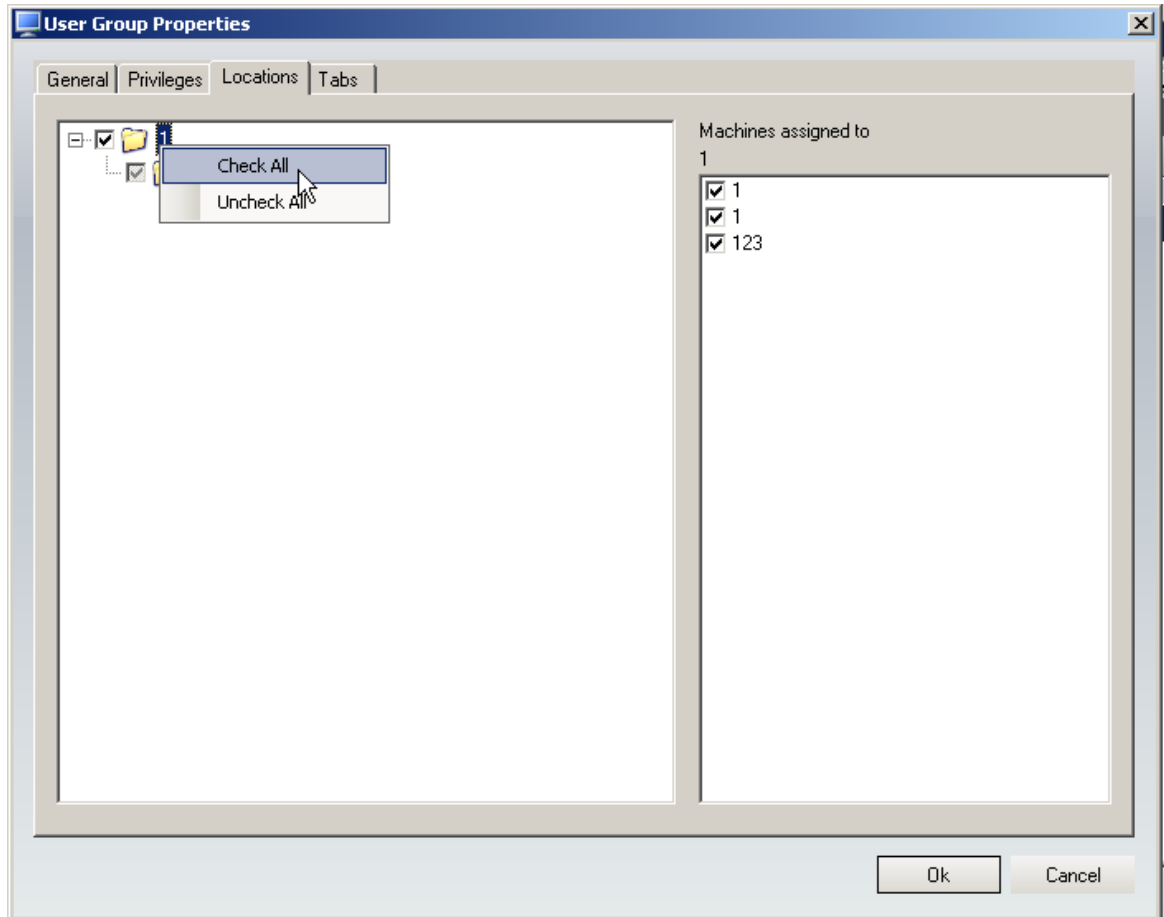 User Group Properties
General Privileges Locations Tabs
1
Check All
Uncheck All
Machines assigned to
1
1
1
123
Ok Cancel